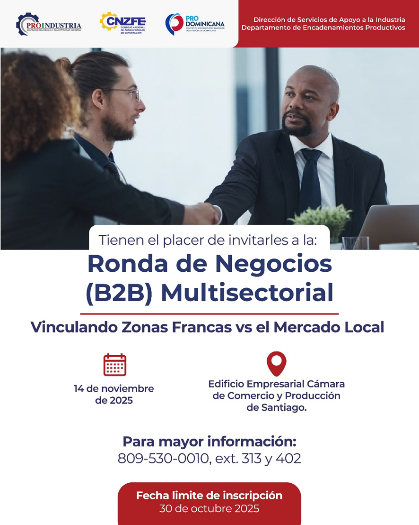 PROINDUSTRIA
CNZFE
PRO
DOMINICANA
Dirección de Servicios de Apoyo a la Industria
Departamento de Encadenamientos Productivos
Tienen el placer de invitarles a la:
Ronda de Negocios
(B2B) Multisectorial
Vinculando Zonas Francas vs el Mercado Local
14 de noviembre
de 2025
Edificio Empresarial Cámara
de Comercio y Producción
de Santiago.
Para mayor información:
809-530-0010, ext. 313 y 402
Fecha límite de inscripción
30 de octubre 2025